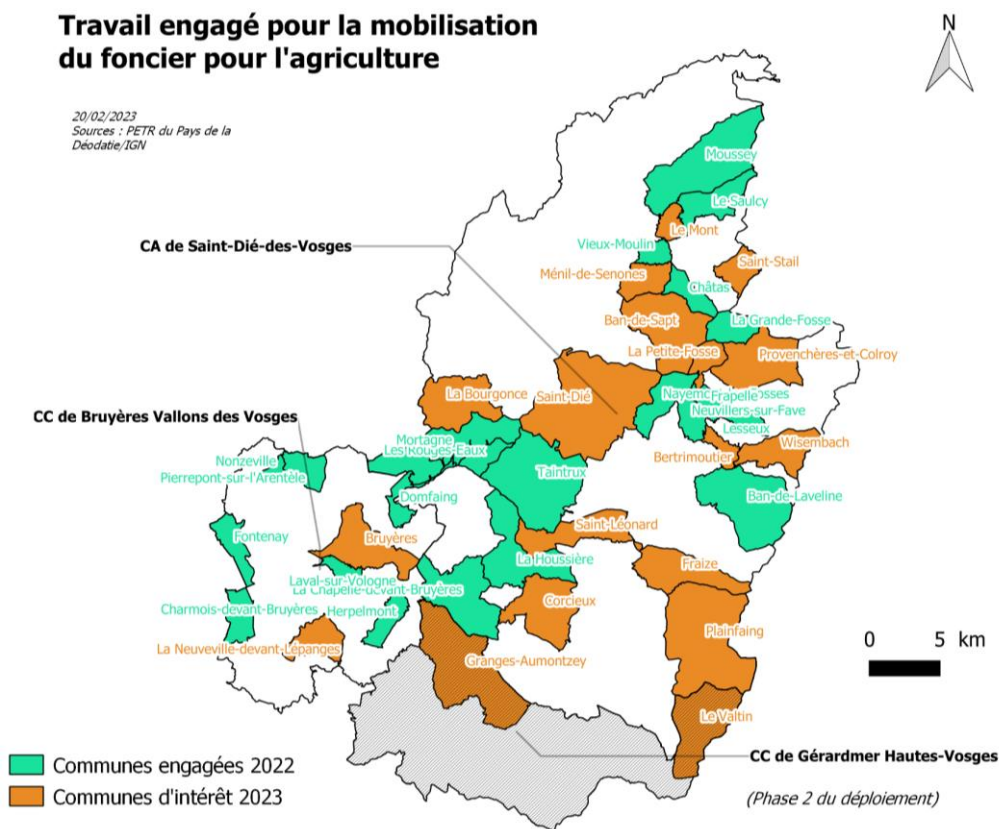 Travail engagé pour la mobilisation
du foncier pour l'agriculture
N
20/02/2023
Sources : PETR du Pays de la
Déodatie/IGN
Moussey
Le Saulcy
Le Mont
CA de Saint-Dié-des-Vosges
Vieux-Moulin
Saint-Stail
Ménil-de-Senones
Châtas
Ban-de-Sapt
La Grande-Fosse
La Petite-Fosse
Provenchères-et-Colroy
La Bourgonce
Saint-Dié
Frapelle
Neuvillers-sur-Fave
CC de Bruyères Vallons des Vosges
Lesseux
Mortagne
Les Rouges-Eaux
Wisembach
Bertrimoutier
Nonzeville
Pierrepont-sur-l'Arentèle
Taintrux
Domfaing
Ban-de-Laveline
Saint-Léonard
Fontenay
Bruyères
La Houssière
Fraize
Laval-sur-Vologne
La Chapelle-devant-Bruyères
Corcieux
Charmois-devant-Bruyères
Herpelmont
Plainfaing
0 5 km
La Neuveville-devant-Lépanges
Granges-Aumontzey
Le Valtin
CC de Gérardmer Hautes-Vosges
Communes engagées 2022
Communes d'intérêt 2023
(Phase 2 du déploiement)